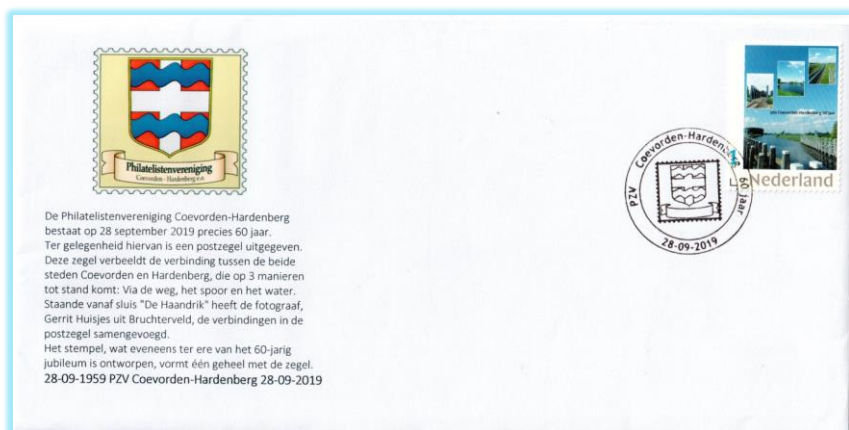 Philatelistenvereniging
Coevorden - Hardenberg e.o.
De Philatelistenvereniging Coevorden-Hardenberg
bestaat op 28 september 2019 precies 60 jaar.
Ter gelegenheid hiervan is een postzegel uitgegeven.
Deze zegel verbeeldt de verbinding tussen de beide
steden Coevorden en Hardenberg, die op 3 manieren
tot stand komt: Via de weg, het spoor en het water.
Staande vanaf sluis "De Haandrik" heeft de fotograaf,
Gerrit Huisjes uit Bruchterveld, de verbindingen in de
postzegel samengevoegd.
Het stempel, wat eveneens ter ere van het 60-jarig
jubileum is ontworpen, vormt één geheel met de zegel.
28-09-1959 PZV Coevorden-Hardenberg 28-09-2019
PZV Coevorden-Hardenberg 60 jaar
28-09-2019
Coevorden-Hardenberg 60 jaar
Nederland